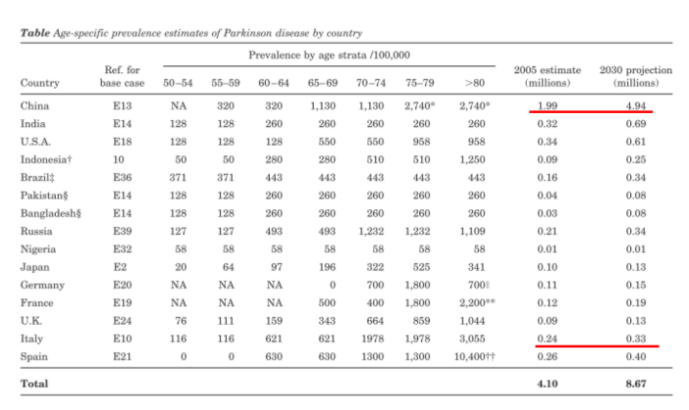 Table Age-specific prevalence estimates of Parkinson disease by country
Prevalence by age strata /100,000
Country Ref. for base case 50–54 55–59 60–64 65–69 70–74 75–79 >80 2005 estimate (millions) 2030 projection (millions)
China E13 NA 320 320 1,130 1,130 2,740* 2,740* 1.99 4.94
India E14 128 128 260 260 260 260 260 0.32 0.69
U.S.A. E18 128 128 128 550 550 958 958 0.34 0.61
Indonesia† 10 50 50 280 280 510 510 1,250 0.09 0.25
Brazil‡ E36 371 371 443 443 443 443 443 0.16 0.34
Pakistan§ E14 128 128 260 260 260 260 260 0.04 0.08
Bangladesh§ E14 128 128 260 260 260 260 260 0.03 0.08
Russia E39 127 127 493 493 1,232 1,232 1,109 0.21 0.34
Nigeria E32 58 58 58 58 58 58 58 0.01 0.01
Japan E2 20 64 97 196 322 525 341 0.10 0.13
Germany E20 NA NA NA 0 700 1,800 700‖ 0.11 0.15
France E19 NA NA NA 500 400 1,800 2,200** 0.12 0.19
U.K. E24 76 111 159 343 664 859 1,044 0.09 0.13
Italy E10 116 116 621 621 1978 1,978 3,055 0.24 0.33
Spain E21 0 0 630 630 1300 1,300 10,400†† 0.26 0.40
Total 4.10 8.67